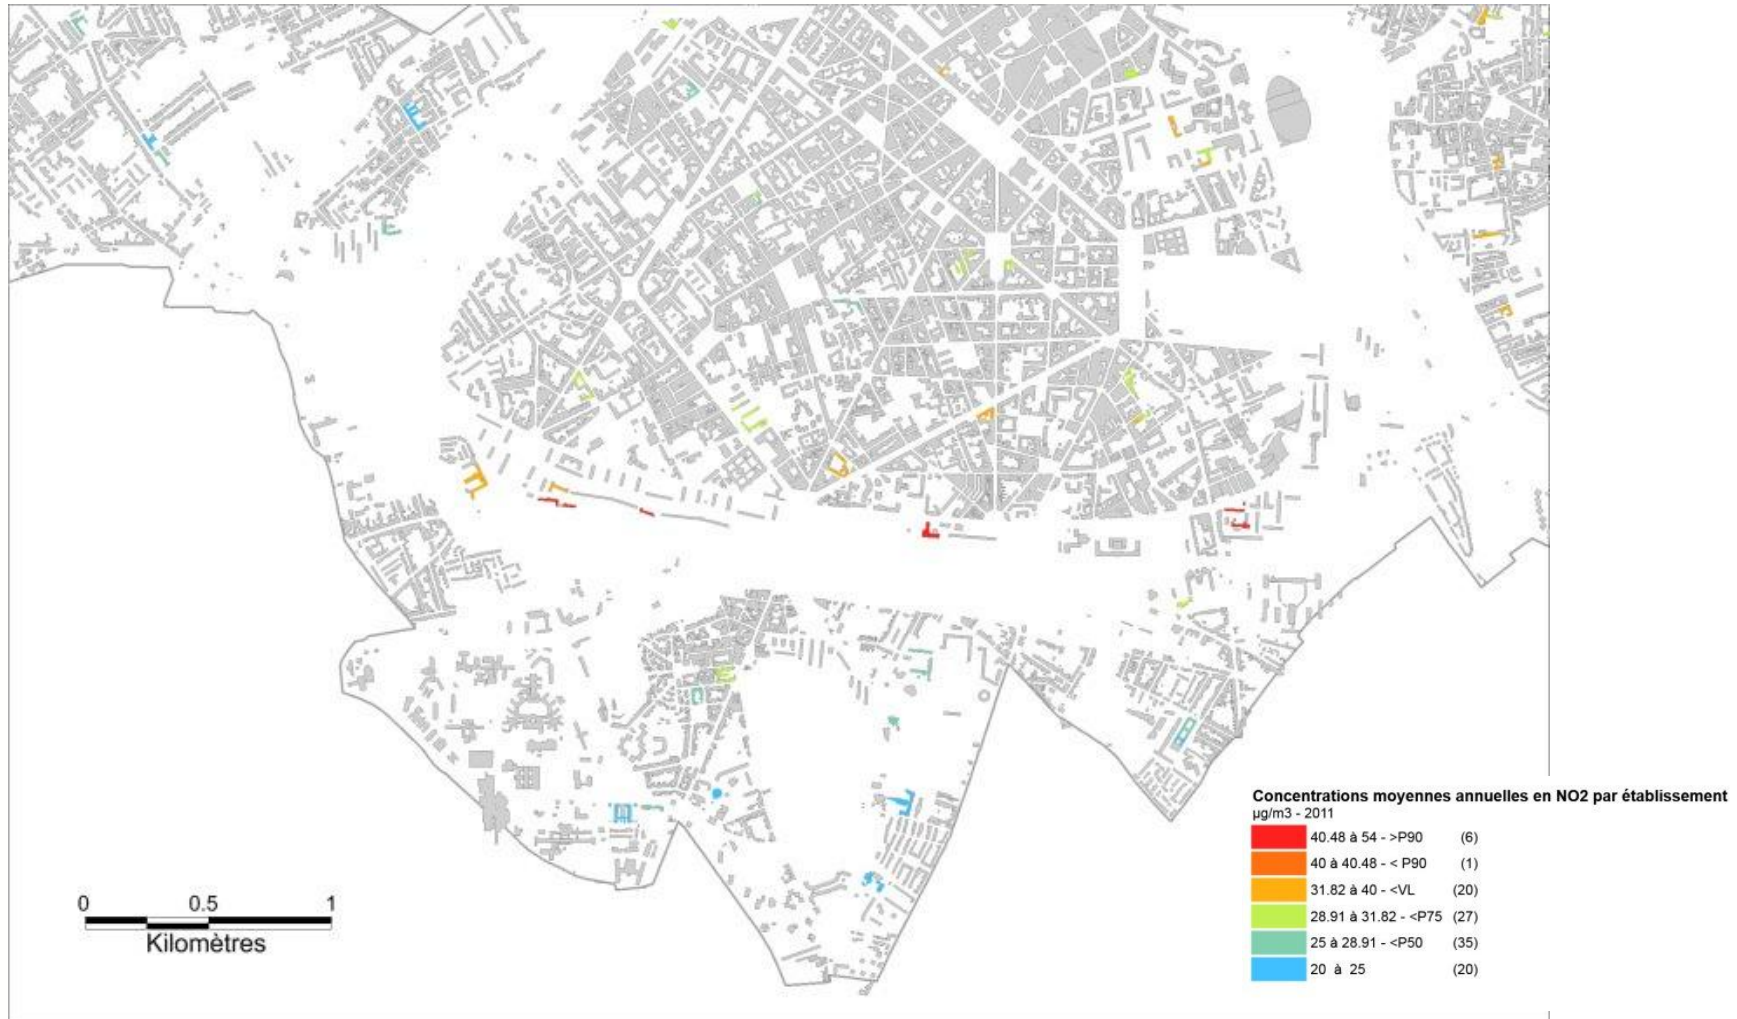 Concentrations moyennes annuelles en NO2 par établissement
µg/m3 - 2011
40.48 à 54 - >P90 (6)
40 à 40.48 - < P90 (1)
31.82 à 40 - <VL (20)
28.91 à 31.82 - <P75 (27)
25 à 28.91 - <P50 (35)
20 à 25 (20)
0 0.5 1
Kilomètres